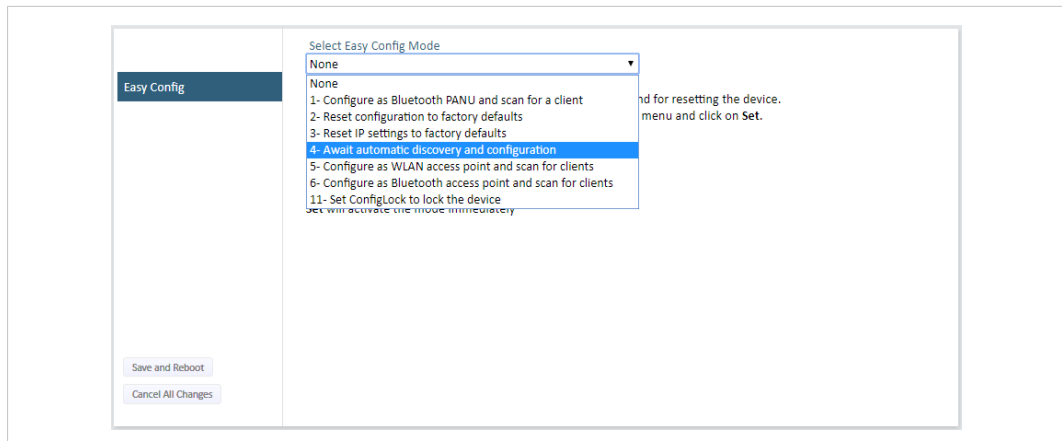 Select Easy Config Mode
None
Easy Config
None
1- Configure as Bluetooth PANU and scan for a client
nd for resetting the device.
2- Reset configuration to factory defaults
menu and click on Set.
3- Reset IP settings to factory defaults
4- Await automatic discovery and configuration
5- Configure as WLAN access point and scan for clients
6- Configure as Bluetooth access point and scan for clients
11- Set ConfigLock to lock the device
Set will activate the mode immediately
Save and Reboot
Cancel All Changes